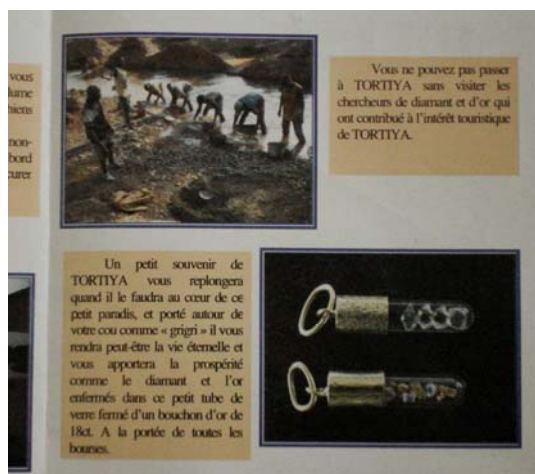 vous
lume
hiens
non-
bord
curer
Vous ne pouvez pas passer
à TORTIYA sans visiter les
chercheurs de diamant et d'or qui
ont contribué à l'intérêt touristique
de TORTIYA.
Un petit souvenir de
TORTIYA vous replongera
quand il le faudra au cœur de ce
petit paradis, et porté autour de
votre cou comme « grigri » il vous
rendra peut-être la vie éternelle et
vous apportera la prospérité
comme le diamant et l'or
enfermés dans ce petit tube de
verre fermé d'un bouchon d'or de
18ct. A la portée de toutes les
bourses.